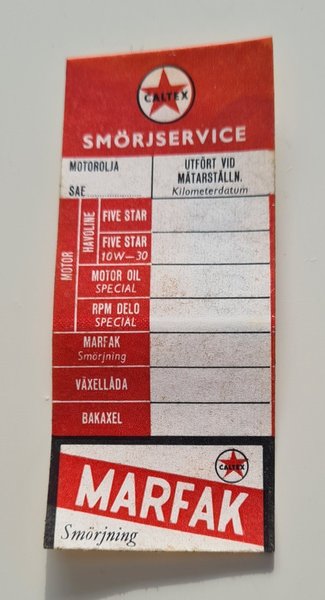 CALTEX
SMÖRJSERVICE
MOTOROLJA
SAE
UTFÖRT VID
MÄTARSTÄLLN.
Kilometerdatum
MOTOR
HAVOLINE
FIVE STAR
FIVE STAR
10W—30
MOTOR OIL
SPECIAL
RPM DELO
SPECIAL
MARFAK
Smörjning
VÄXELLÅDA
BAKAXEL
CALTEX
MARFAK
Smörjning